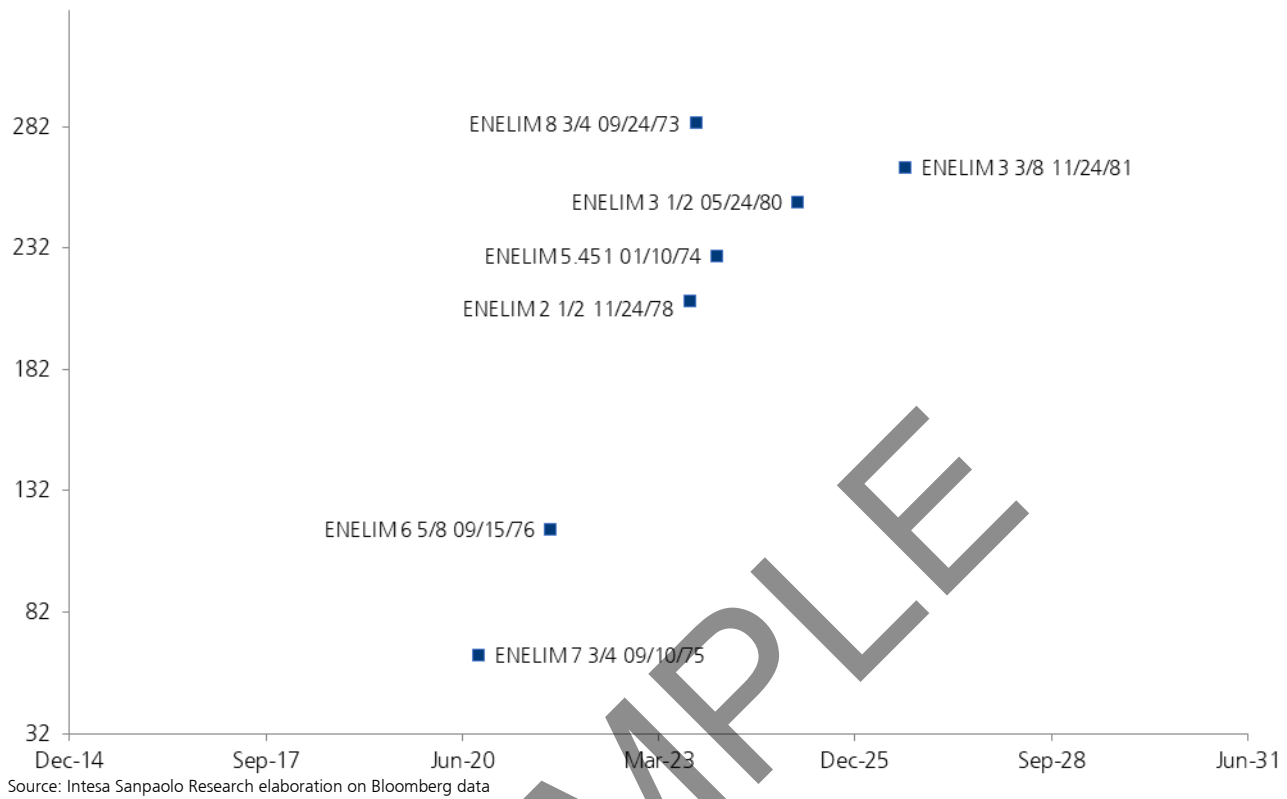 282
ENELIM 8 3/4 09/24/73
ENELIM 3 3/8 11/24/81
ENELIM 3 1/2 05/24/80
232
ENELIM 5.451 01/10/74
ENELIM 2 1/2 11/24/78
182
132
ENELIM 6 5/8 09/15/76
82
ENELIM 7 3/4 09/10/75
32
Dec-14 Sep-17 Jun-20 Mar-23 Dec-25 Sep-28 Jun-31
Source: Intesa Sanpaolo Research elaboration on Bloomberg data
MPLE